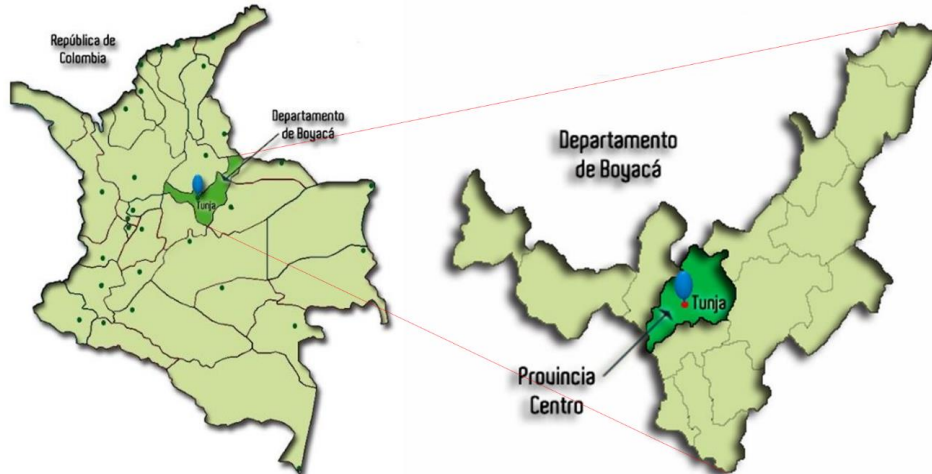 República de
Colombia
Departamento
de Boyacá
Tunja
Departamento
de Boyacá
Tunja
Provincia
Centro